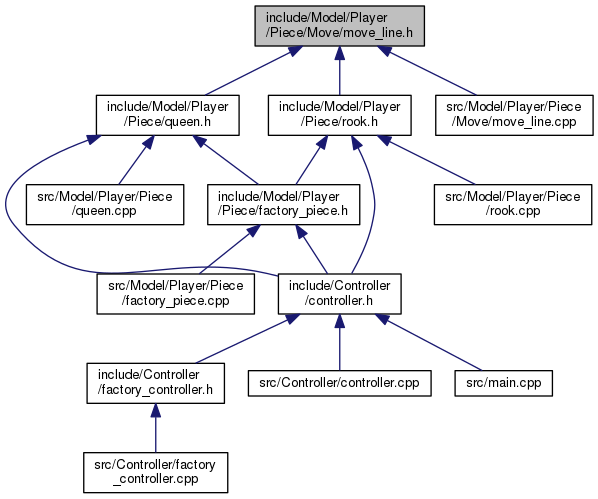 include/Model/Player
/Piece/Move/move_line.h
include/Model/Player
/Piece/queen.h
include/Model/Player
/Piece/rook.h
src/Model/Player/Piece
/Move/move_line.cpp
src/Model/Player/Piece
/queen.cpp
include/Model/Player
/Piece/factory_piece.h
src/Model/Player/Piece
/rook.cpp
src/Model/Player/Piece
/factory_piece.cpp
include/Controller
/controller.h
include/Controller
/factory_controller.h
src/Controller/controller.cpp
src/main.cpp
src/Controller/factory
_controller.cpp